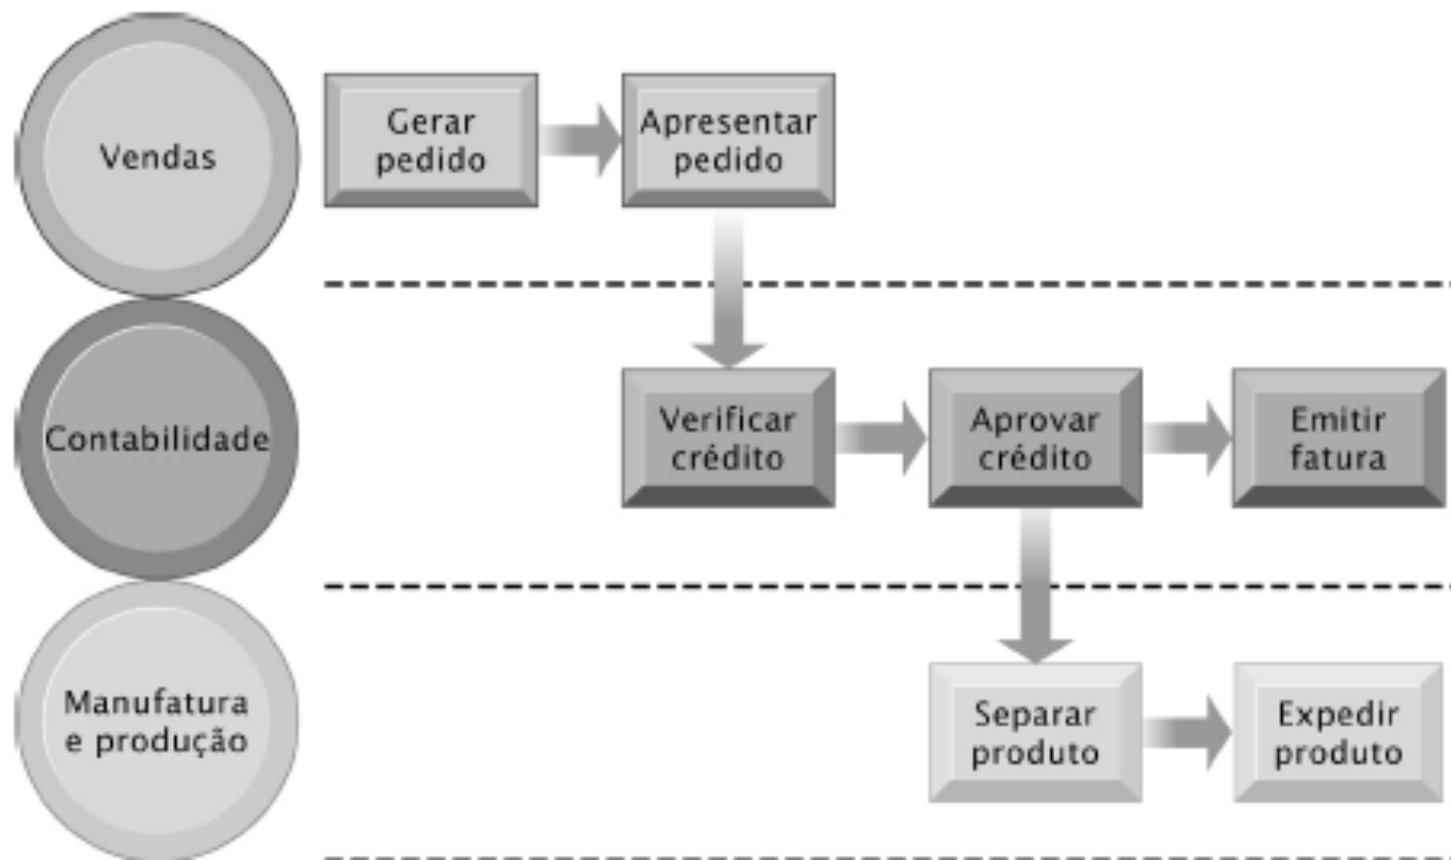 Vendas
Gerar
pedido
Apresentar
pedido
Contabilidade
Verificar
crédito
Aprovar
crédito
Emitir
fatura
Manufatura
e produção
Separar
produto
Expedir
produto